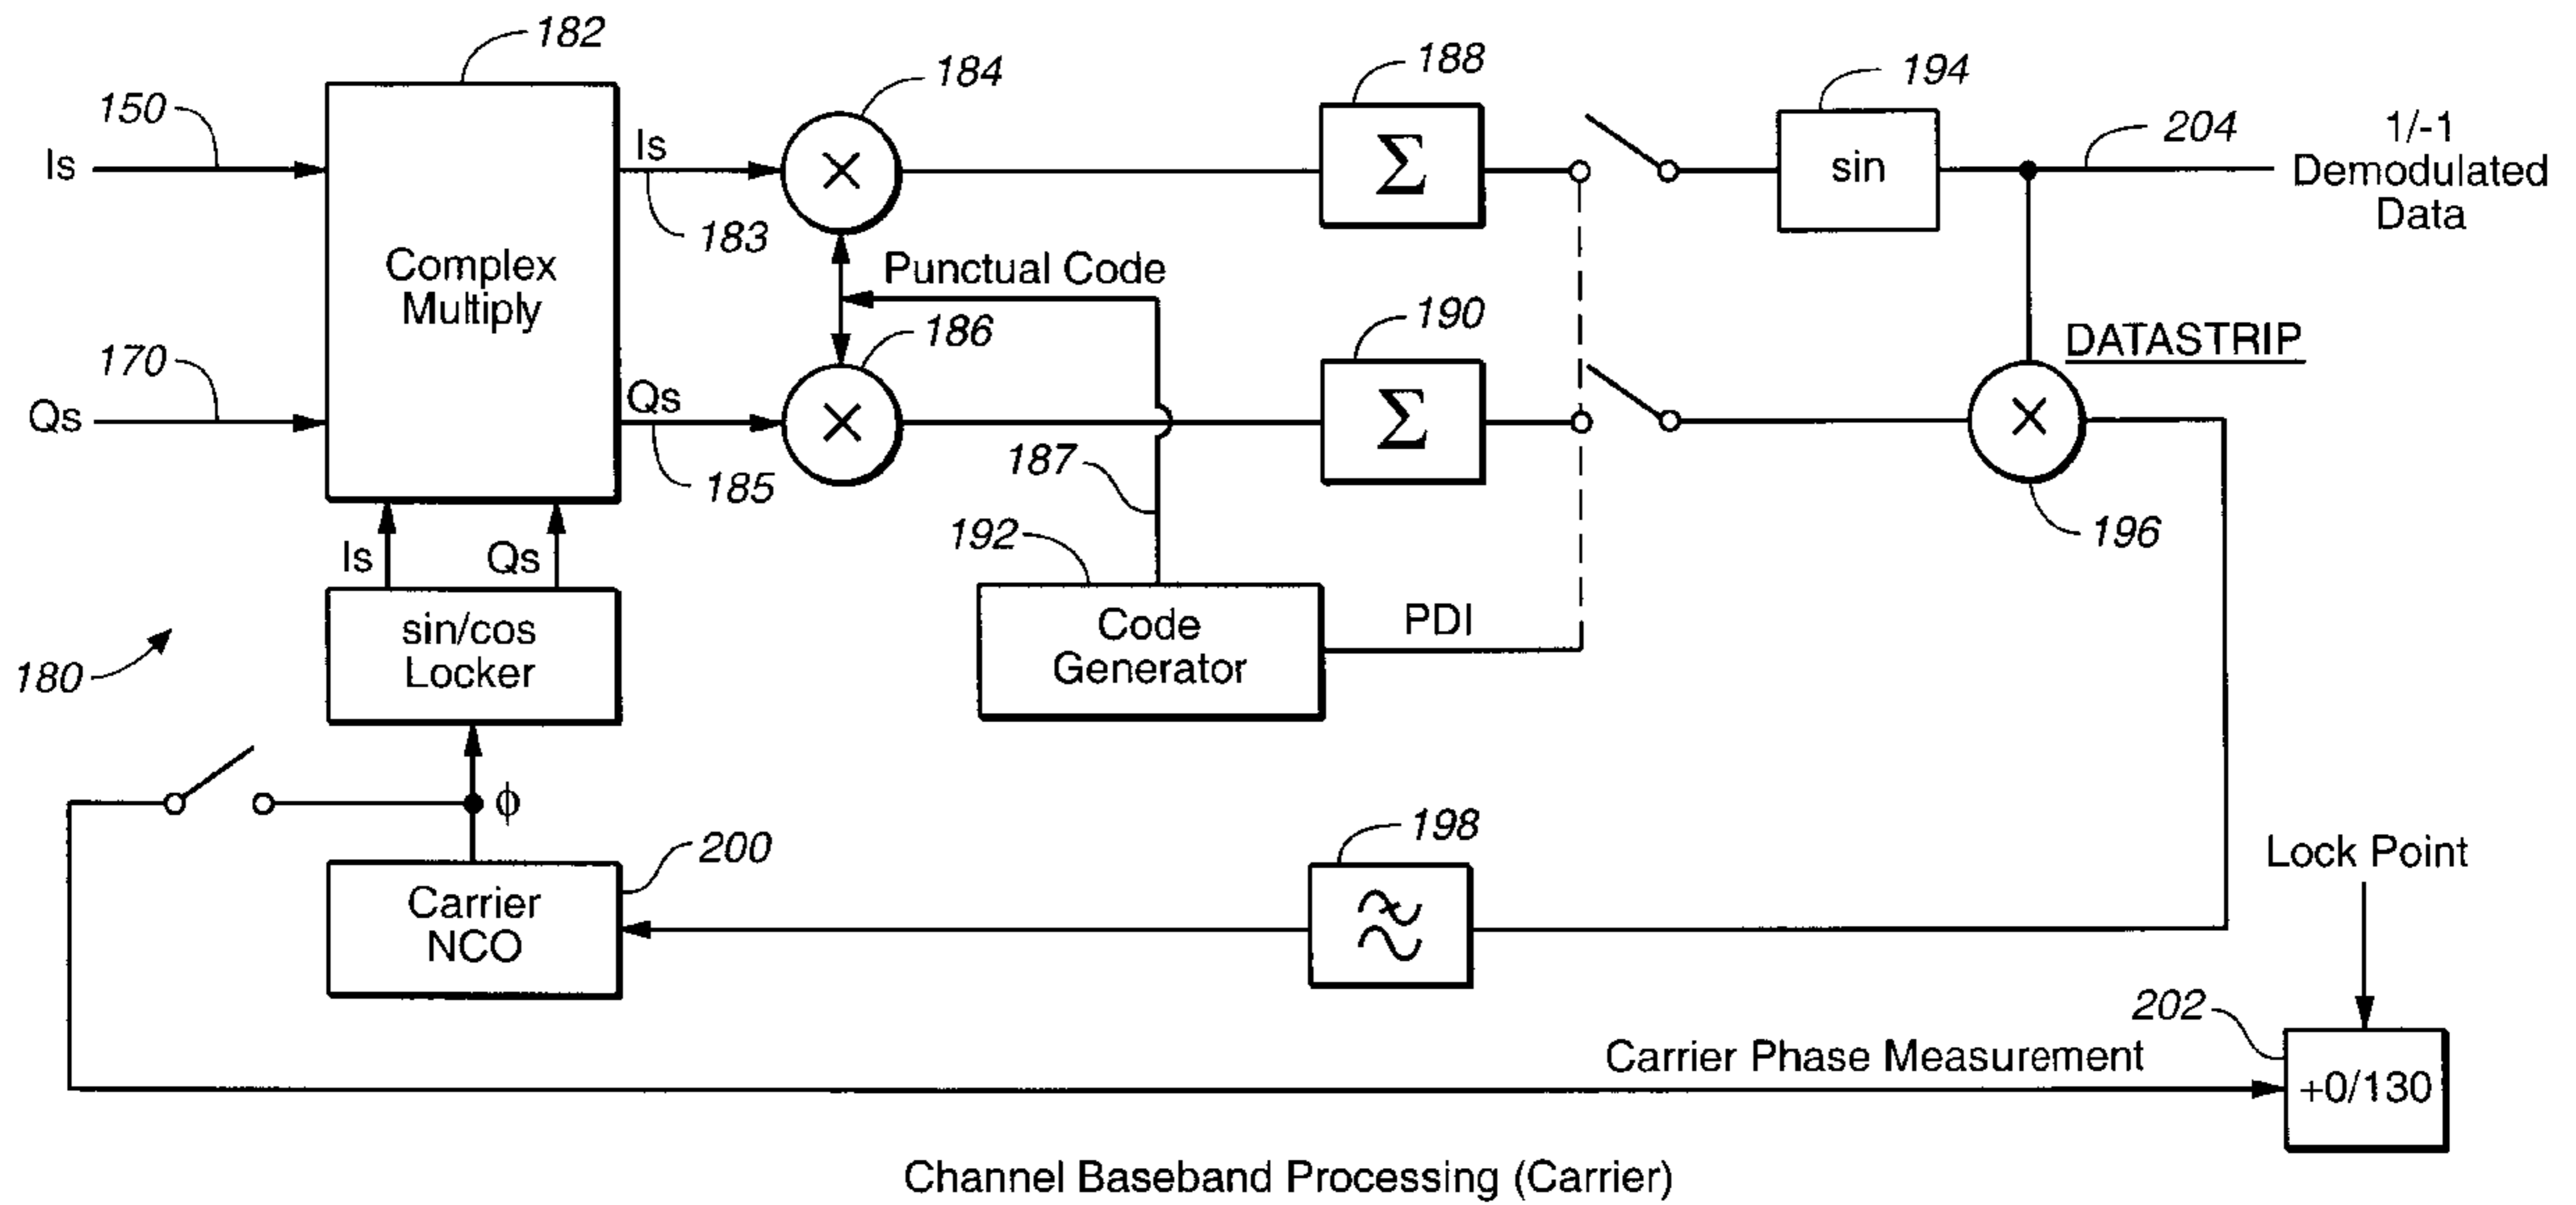 182
184
188
194
150
Is
Is
183
Σ
sin
204
1/-1
Demodulated
Data
Complex
Multiply
Punctual Code
186
190
DATASTRIP
170
Qs
Qs
185
Σ
187
192
196
Is
Qs
sin/cos
Locker
Code
Generator
PDI
180
ϕ
200
198
Carrier
NCO
Lock Point
202
Carrier Phase Measurement
+0/130
Channel Baseband Processing (Carrier)